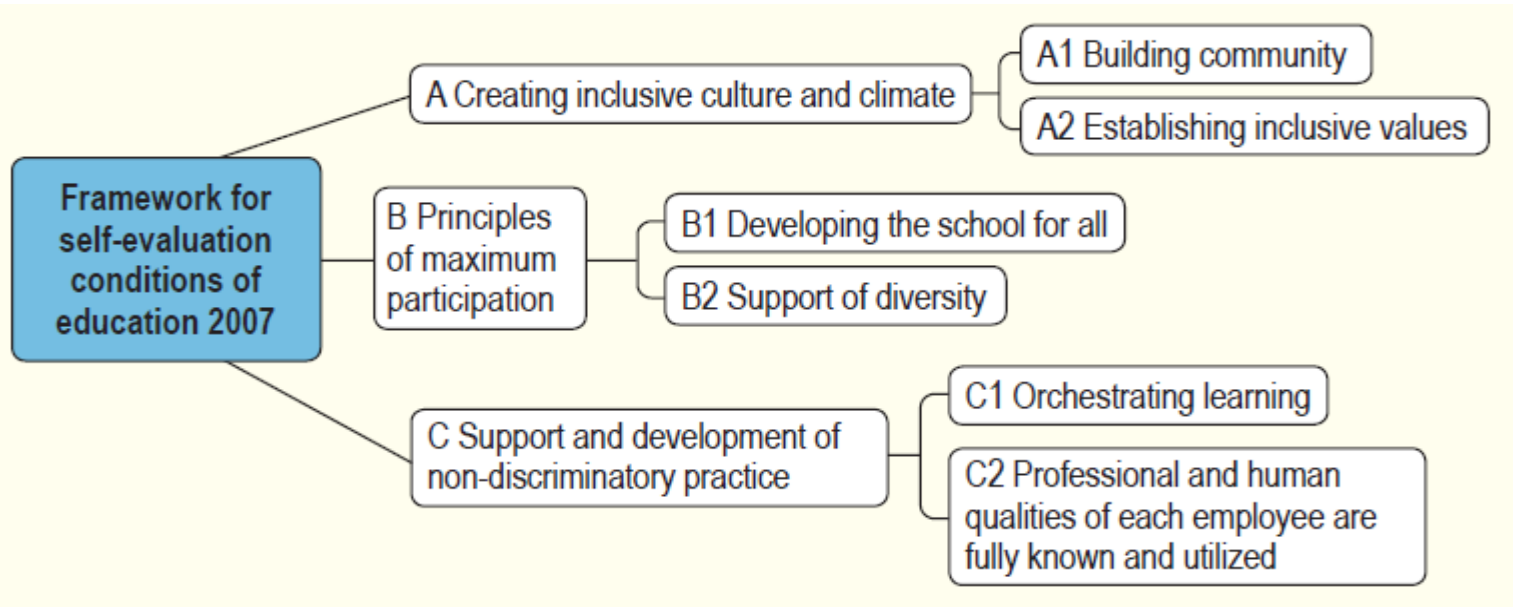 Framework for
self-evaluation
conditions of
education 2007
A Creating inclusive culture and climate
A1 Building community
A2 Establishing inclusive values
B Principles
of maximum
participation
B1 Developing the school for all
B2 Support of diversity
C Support and development of
non-discriminatory practice
C1 Orchestrating learning
C2 Professional and human
qualities of each employee are
fully known and utilized